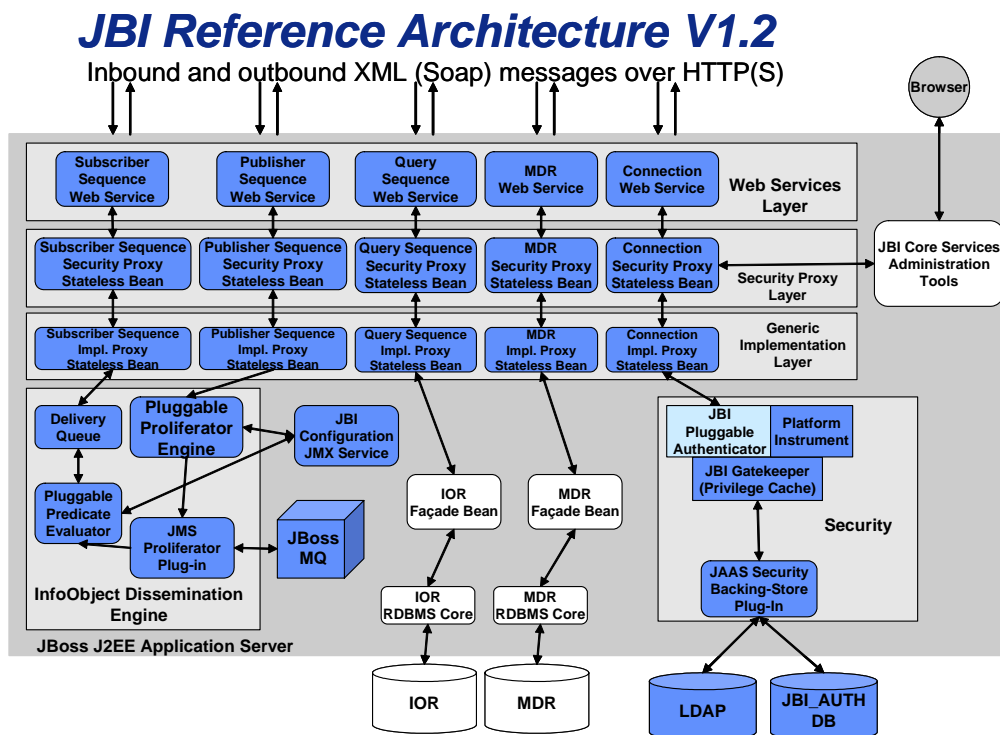 JBI Reference Architecture V1.2
Inbound and outbound XML (Soap) messages over HTTP(S)
Browser
Subscriber
Sequence
Web Service
Publisher
Sequence
Web Service
Query
Sequence
Web Service
MDR
Web Service
Connection
Web Service
Web Services
Layer
Subscriber Sequence
Security Proxy
Stateless Bean
Publisher Sequence
Security Proxy
Stateless Bean
Query Sequence
Security Proxy
Stateless Bean
MDR
Security Proxy
Stateless Bean
Connection
Security Proxy
Stateless Bean
Security Proxy
Layer
JBI Core Services
Administration
Tools
Subscriber Sequence
Impl. Proxy
Stateless Bean
Publisher Sequence
Impl. Proxy
Stateless Bean
Query Sequence
Impl. Proxy
Stateless Bean
MDR
Impl. Proxy
Stateless Bean
Connection
Impl. Proxy
Stateless Bean
Generic
Implementation
Layer
Delivery
Queue
Pluggable
Proliferator
Engine
JBI
Configuration
JMX Service
JBI
Pluggable
Authenticator
Platform
Instrument
JBI Gatekeeper
(Privilege Cache)
Security
Pluggable
Predicate
Evaluator
JMS
Proliferator
Plug-in
JBoss
MQ
IOR
Façade Bean
MDR
Façade Bean
JAAS Security
Backing-Store
Plug-In
InfoObject Dissemination
Engine
IOR
RDBMS Core
MDR
RDBMS Core
JBoss J2EE Application Server
IOR
MDR
LDAP
JBI_AUTH
DB